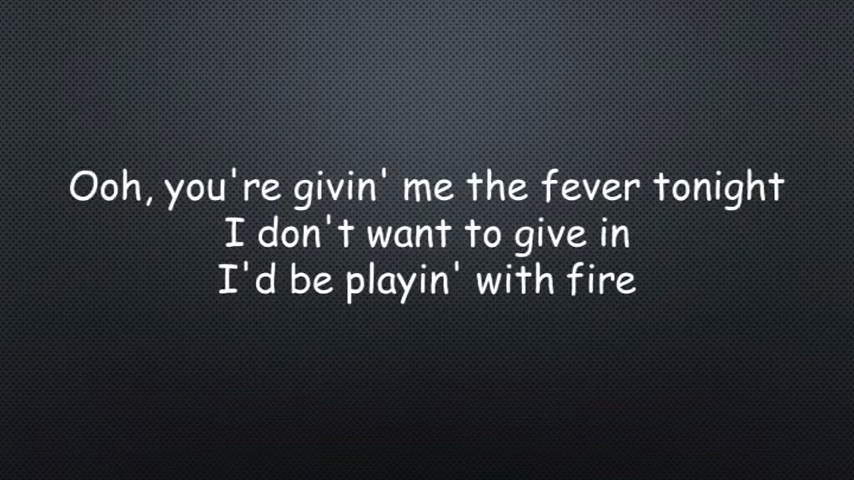 Ooh, you're givin' me the fever tonight
I don't want to give in
I'd be playin' with fire